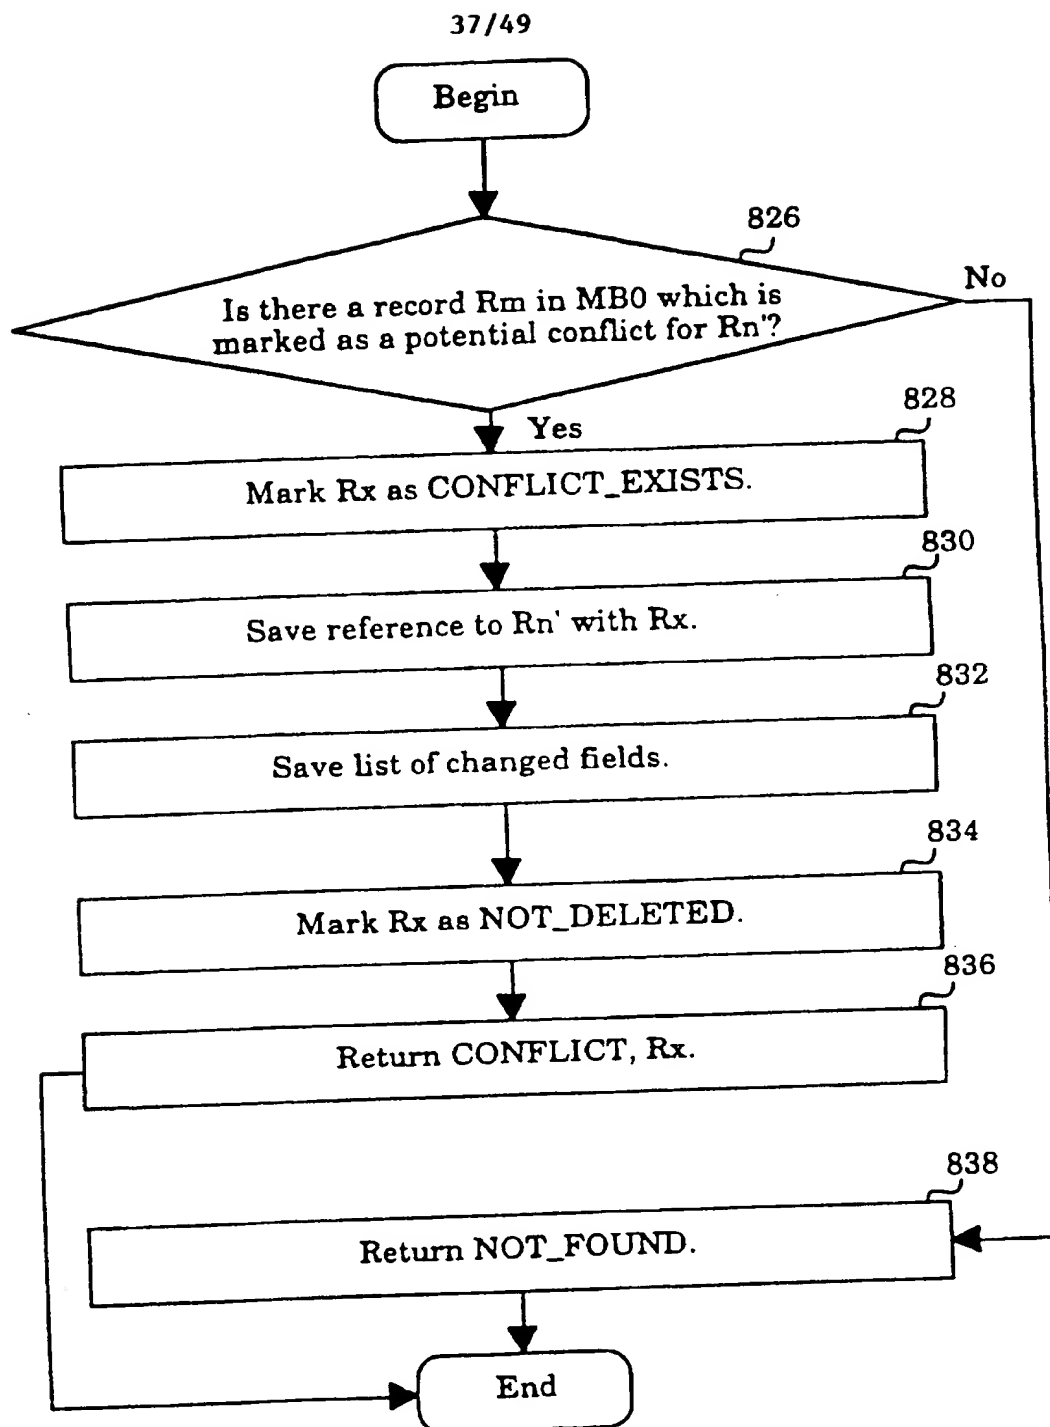 37/49
Begin
826
Is there a record Rm in MB0 which is
marked as a potential conflict for Rn'?
No
Yes
828
Mark Rx as CONFLICT_EXISTS.
830
Save reference to Rn' with Rx.
832
Save list of changed fields.
834
Mark Rx as NOT_DELETED.
836
Return CONFLICT, Rx.
838
Return NOT_FOUND.
End